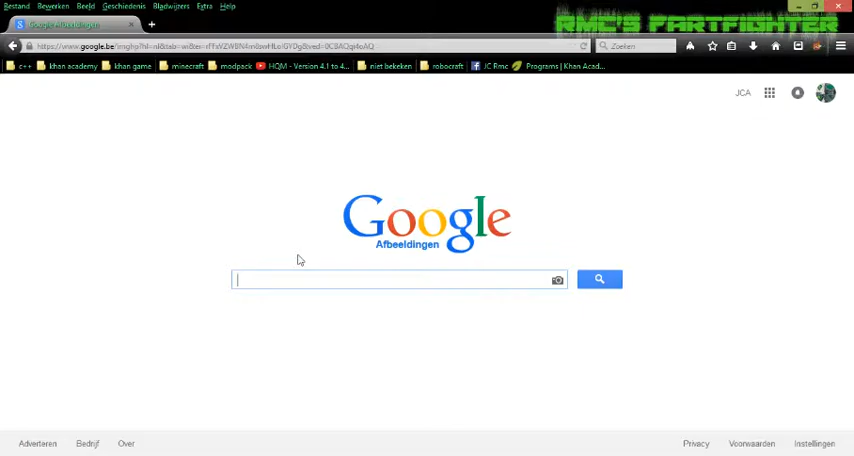 Bestand Bewerken Beeld Geschiedenis Bladwijzers Extra Help
RMC'S PARTFIGHTER
Google Afbeeldingen
Zoeken
c++ khan academy khan game minecraft modpack HQM - Version 4.1 to 4... niet bekeken robocraft JC Rmc Programs | Khan Acad...
JCA
Google
Afbeeldingen
Adverteren Bedrijf Over Privacy Voorwaarden Instellingen